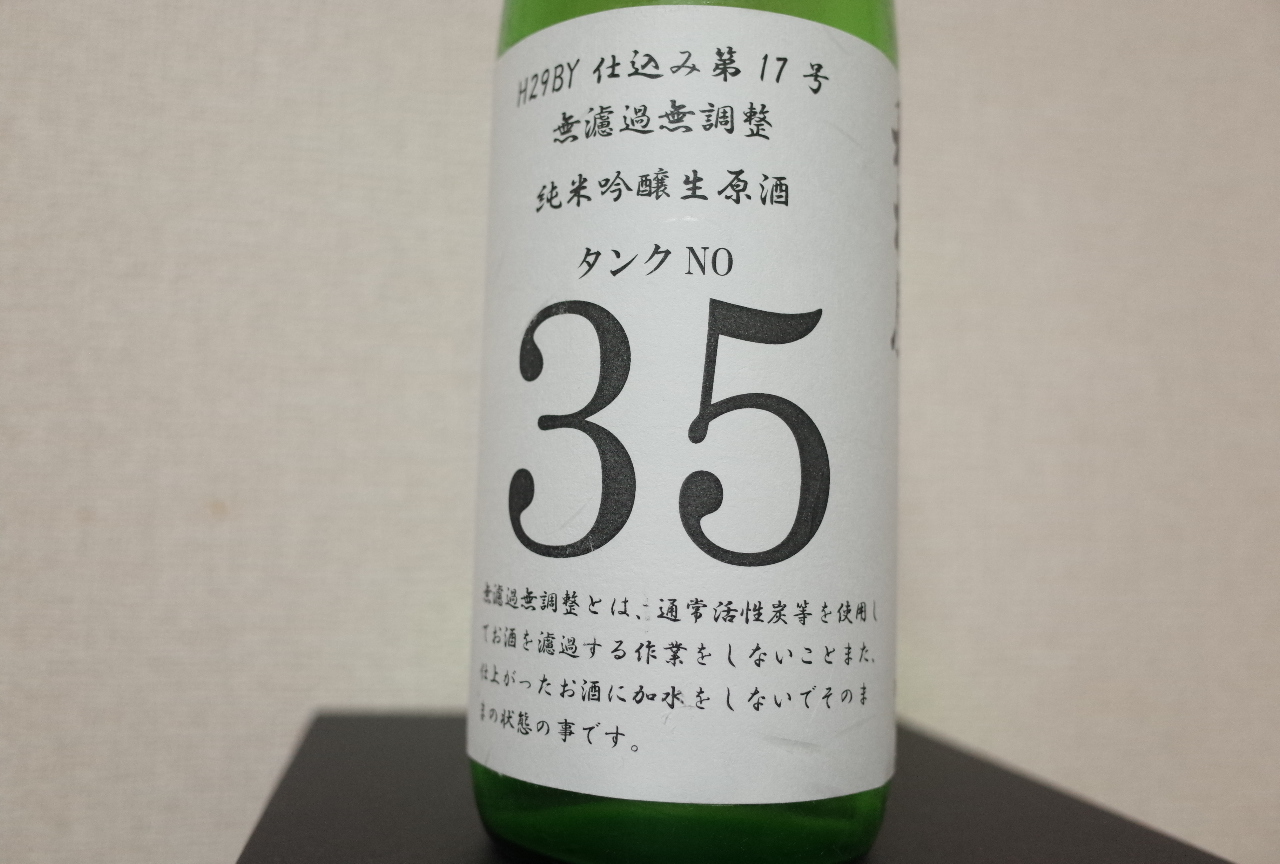 H29BY 仕込み第17号
無濾過無調整
純米吟醸生原酒
タンクNO
35
無濾過無調整とは、通常活性炭等を使用し
てお酒を濾過する作業をしないことまた、
仕上がったお酒に加水をしないでそのま
まの状態の事です。